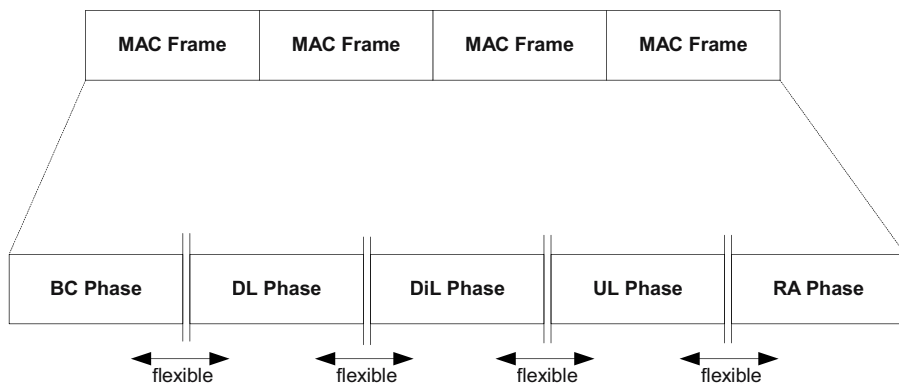 MAC Frame MAC Frame MAC Frame MAC Frame
BC Phase DL Phase DiL Phase UL Phase RA Phase
flexible flexible flexible flexible